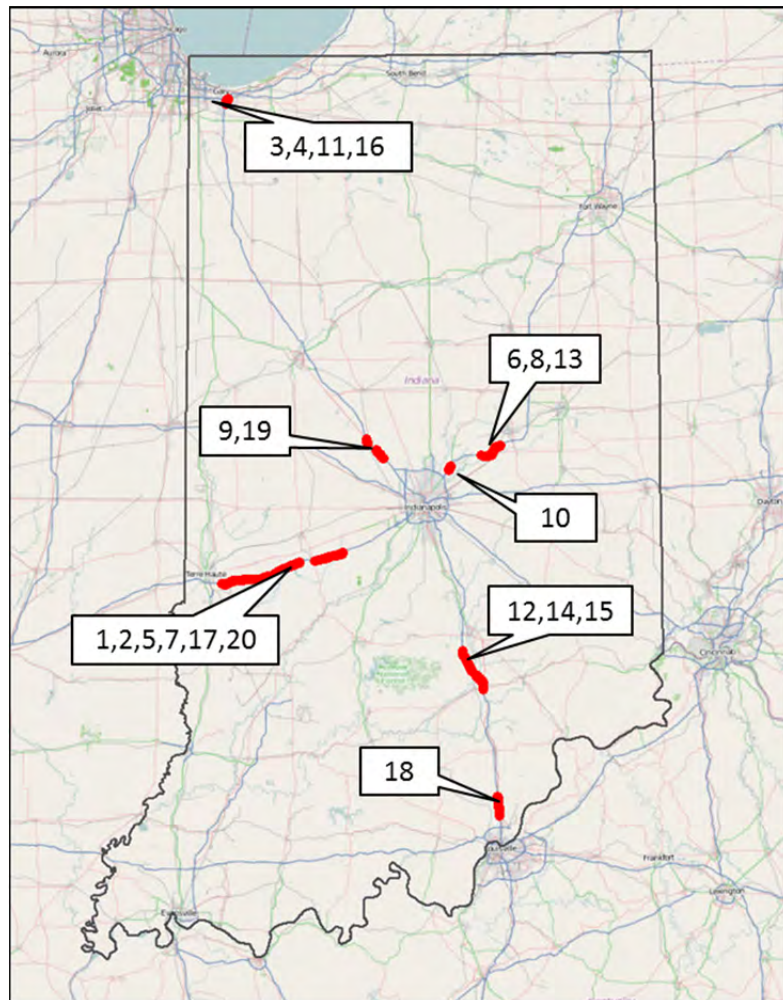 Chicago
Aurora
South Bend
Gary
Joliet
3,4,11,16
Fort Wayne
6,8,13
Indiana
9,19
10
Dayton
Indianapolis
Terre Haute
12,14,15
1,2,5,7,17,20
Cincinnati
18
Louisville
Frankfort
Lexington
Evansville